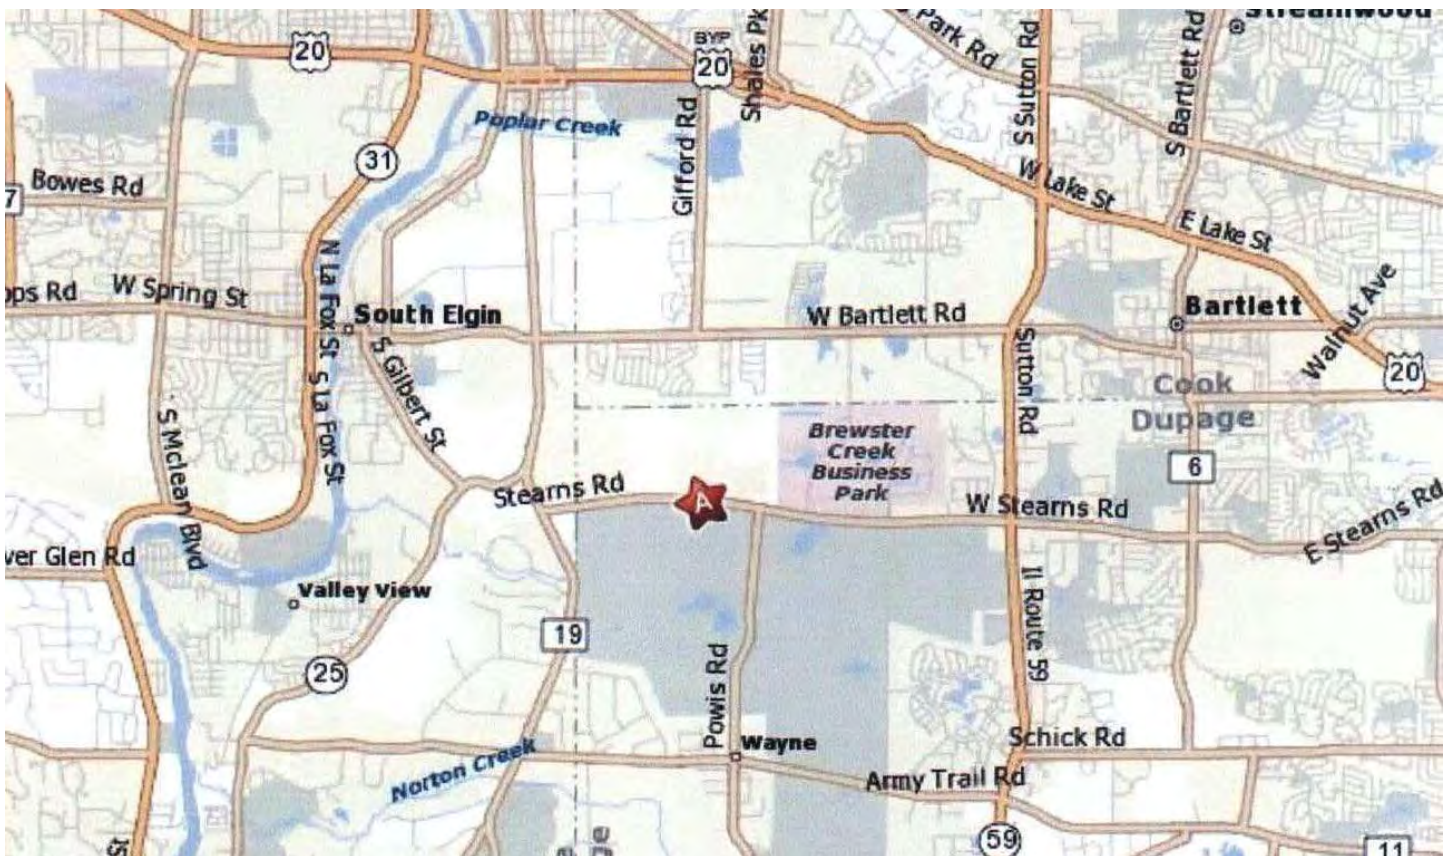 Streamwood
BYP
20
20
Park Rd
Shales Pk
S Sutton Rd
S Bartlett Rd
Poplar Creek
Gifford Rd
31
Bowes Rd
7
W Lake St
E Lake St
N La Fox St
W Spring St
South Elgin
W Bartlett Rd
Bartlett
Walnut Ave
S Gilbert St
S La Fox St
Sutton Rd
20
Cook
Dupage
S Mclean Blvd
Brewster
Creek
Business
Park
6
Stearns Rd
A
W Stearns Rd
E Stearns Rd
ver Glen Rd
Valley View
Il Route 59
19
25
Powis Rd
Wayne
Schick Rd
Norton Creek
Army Trail Rd
59
11